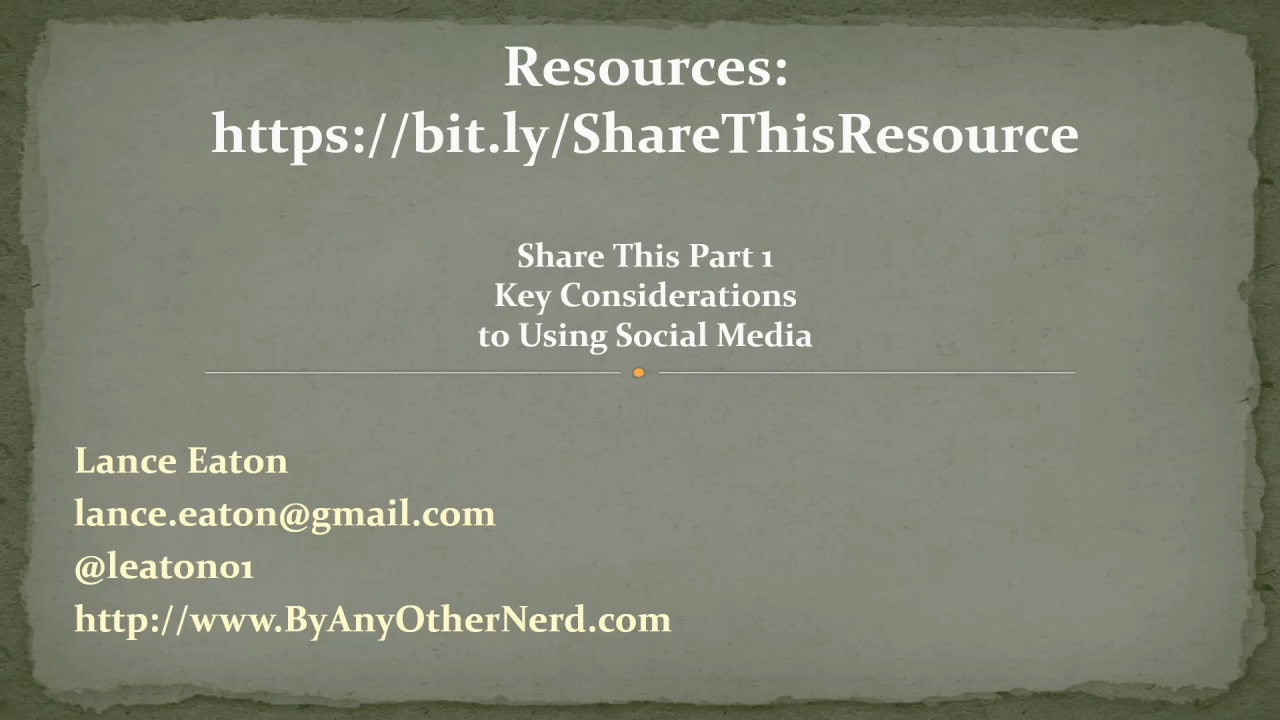 Resources:
https://bit.ly/ShareThisResource
Share This Part 1
Key Considerations
to Using Social Media
Lance Eaton
lance.eaton@gmail.com
@leaton01
http://www.ByAnyOtherNerd.com